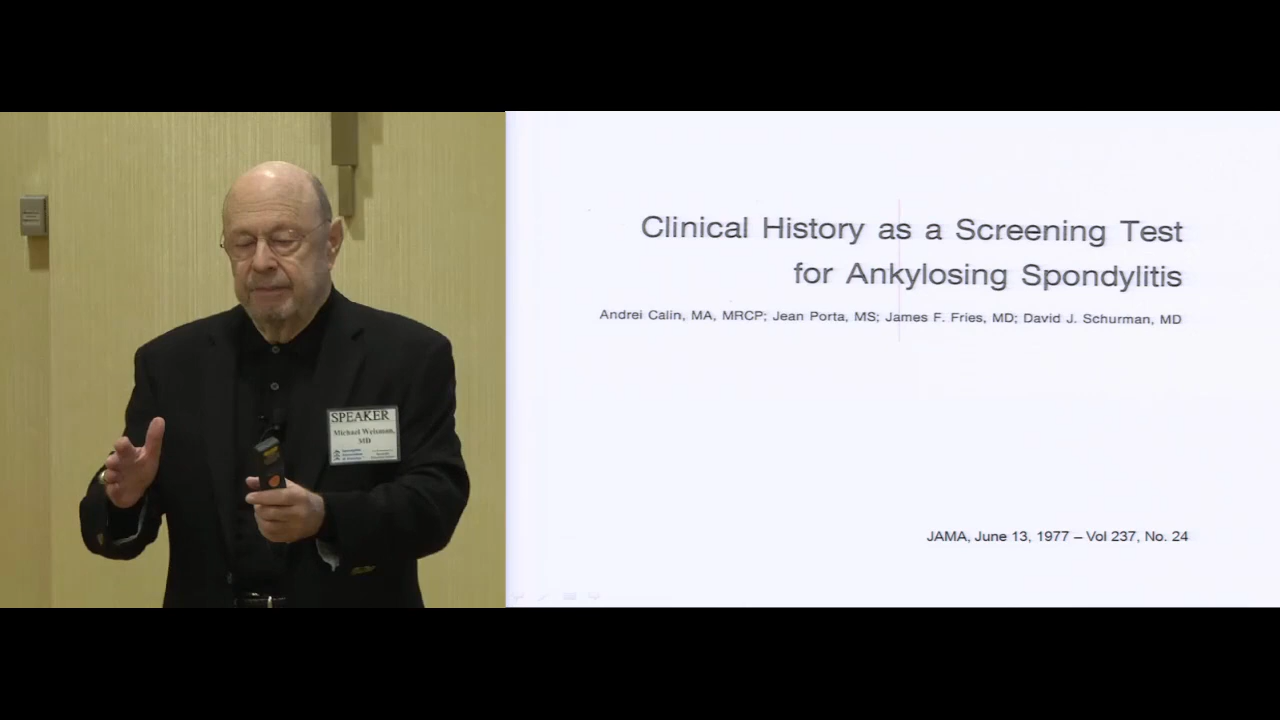 SPEAKER
Michael Weisman,
MD
Clinical History as a Screening Test
for Ankylosing Spondylitis
Andrei Calin, MA, MRCP; Jean Porta, MS; James F. Fries, MD; David J. Schurman, MD
JAMA, June 13, 1977 – Vol 237, No. 24